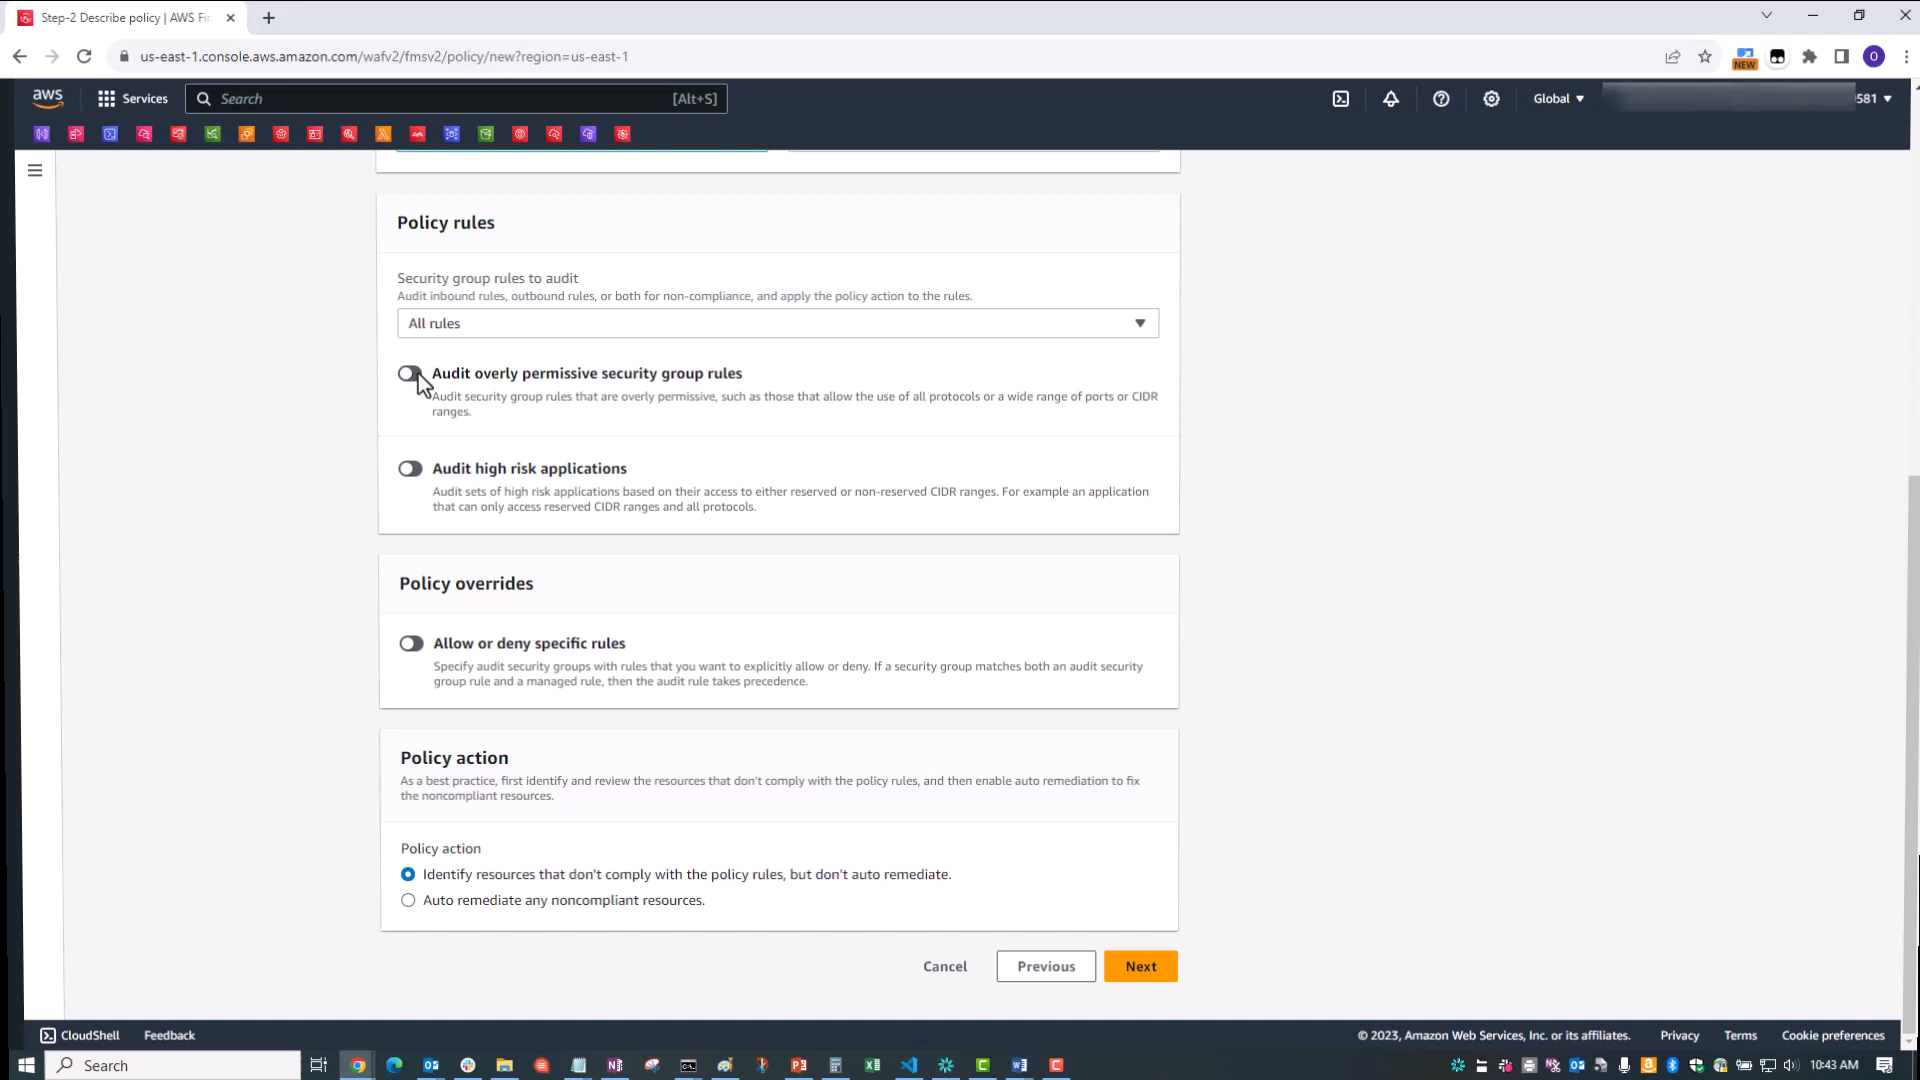 Step-2 Describe policy | AWS Fir
us-east-1.console.aws.amazon.com/wafv2/fmsv2/policy/new?region=us-east-1
NEW
O
aws
Services
Search
[Alt+S]
Global
581
Policy rules
Security group rules to audit
Audit inbound rules, outbound rules, or both for non-compliance, and apply the policy action to the rules.
All rules
Audit overly permissive security group rules
Audit security group rules that are overly permissive, such as those that allow the use of all protocols or a wide range of ports or CIDR
ranges.
Audit high risk applications
Audit sets of high risk applications based on their access to either reserved or non-reserved CIDR ranges. For example an application
that can only access reserved CIDR ranges and all protocols.
Policy overrides
Allow or deny specific rules
Specify audit security groups with rules that you want to explicitly allow or deny. If a security group matches both an audit security
group rule and a managed rule, then the audit rule takes precedence.
Policy action
As a best practice, first identify and review the resources that don't comply with the policy rules, and then enable auto remediation to fix
the noncompliant resources.
Policy action
Identify resources that don't comply with the policy rules, but don't auto remediate.
Auto remediate any noncompliant resources.
Cancel
Previous
Next
CloudShell
Feedback
© 2023, Amazon Web Services, Inc. or its affiliates.
Privacy
Terms
Cookie preferences
Search
10:43 AM